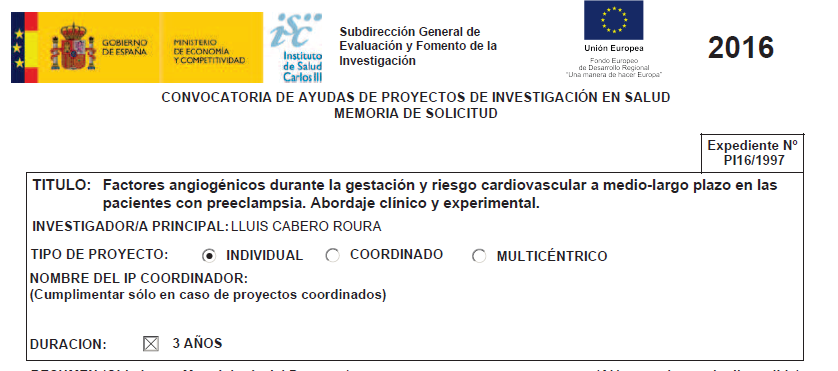 GOBIERNO
DE ESPAÑA
MINISTERIO
DE ECONOMÍA
Y COMPETITIVIDAD
isc
Instituto
de Salud
Carlos III
Subdirección General de
Evaluación y Fomento de la
Investigación
Unión Europea
Fondo Europeo
de Desarrollo Regional
"Una manera de hacer Europa"
2016
CONVOCATORIA DE AYUDAS DE PROYECTOS DE INVESTIGACIÓN EN SALUD
MEMORIA DE SOLICITUD
Expediente Nº
PI16/1997
TITULO: Factores angiogénicos durante la gestación y riesgo cardiovascular a medio-largo plazo en las
pacientes con preeclampsia. Abordaje clínico y experimental.
INVESTIGADOR/A PRINCIPAL: LLUIS CABERO ROURA
TIPO DE PROYECTO: INDIVIDUAL COORDINADO MULTICÉNTRICO
NOMBRE DEL IP COORDINADOR:
(Cumplimentar sólo en caso de proyectos coordinados)
DURACION: 3 AÑOS